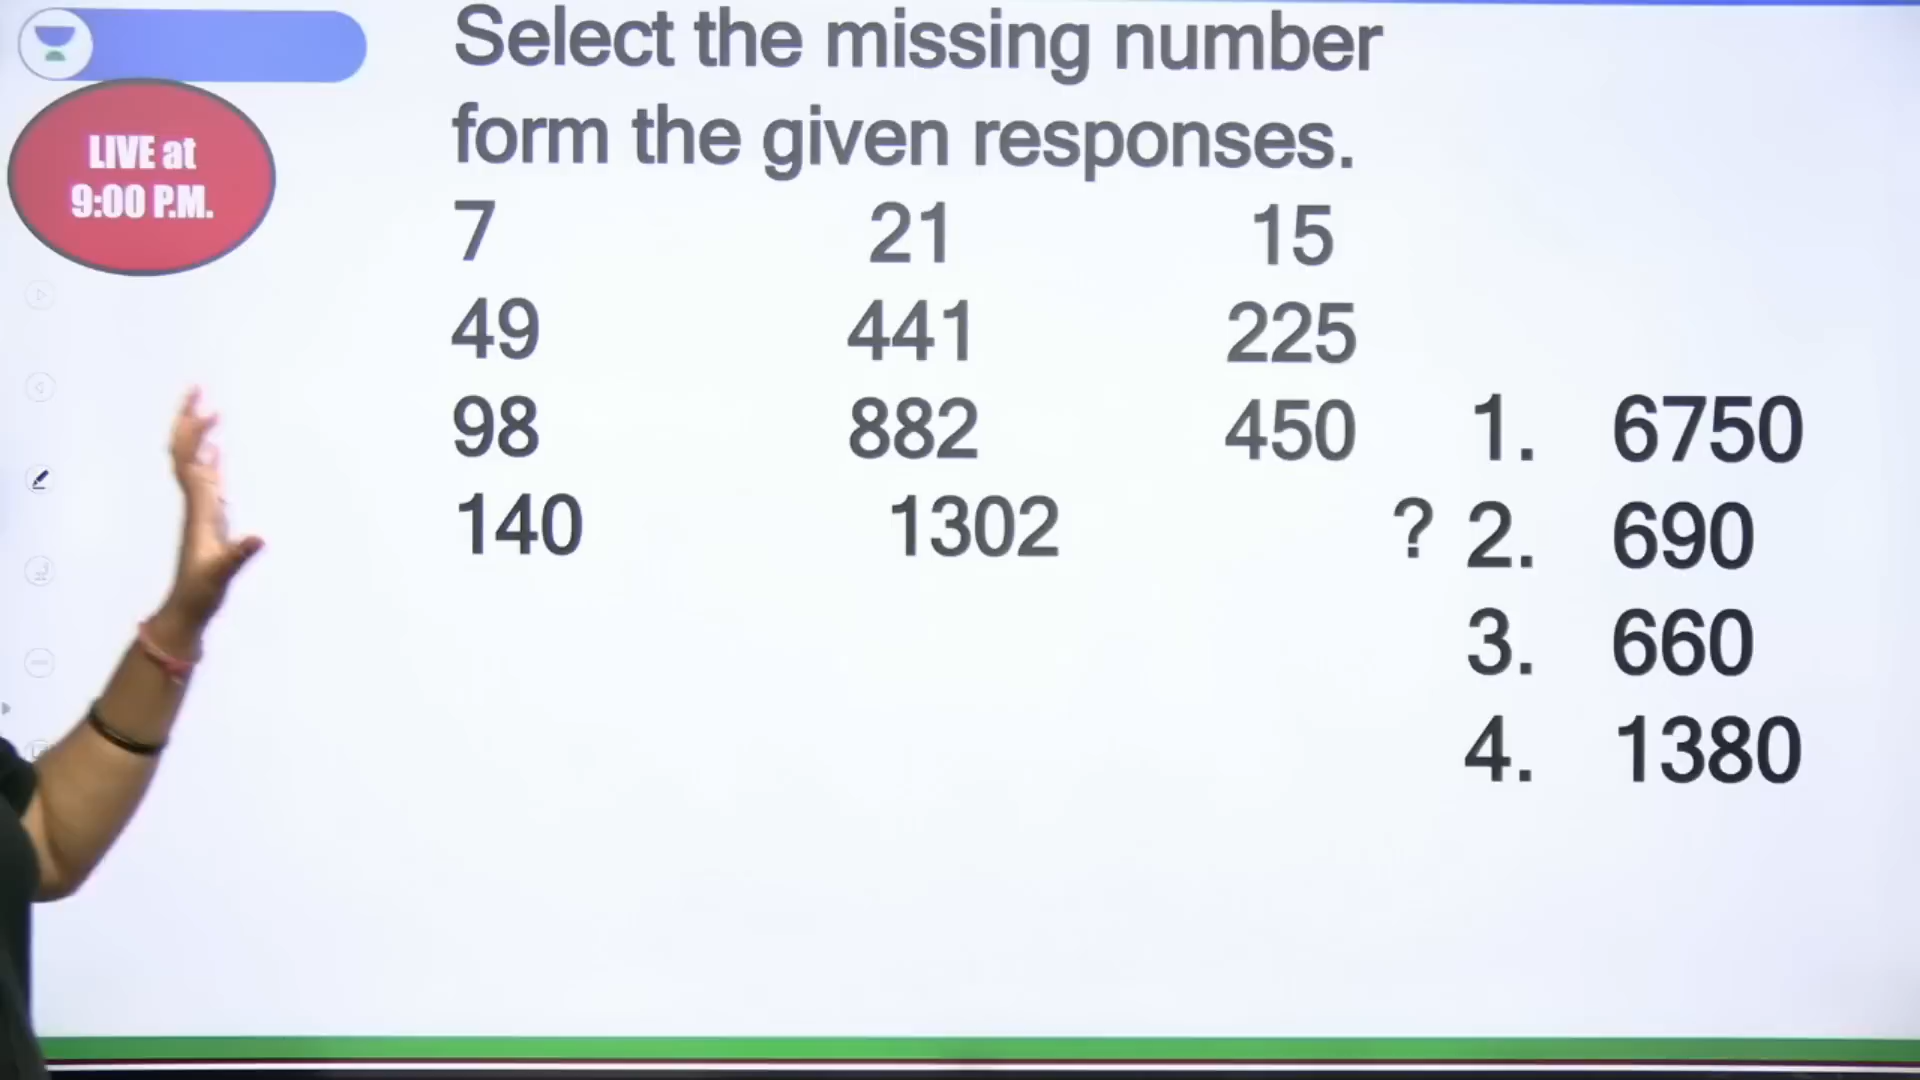 Select the missing number
form the given responses.
LIVE at
9:00 P.M.
7 21 15
49 441 225
98 882 450
140 1302 ?
1. 6750
2. 690
3. 660
4. 1380